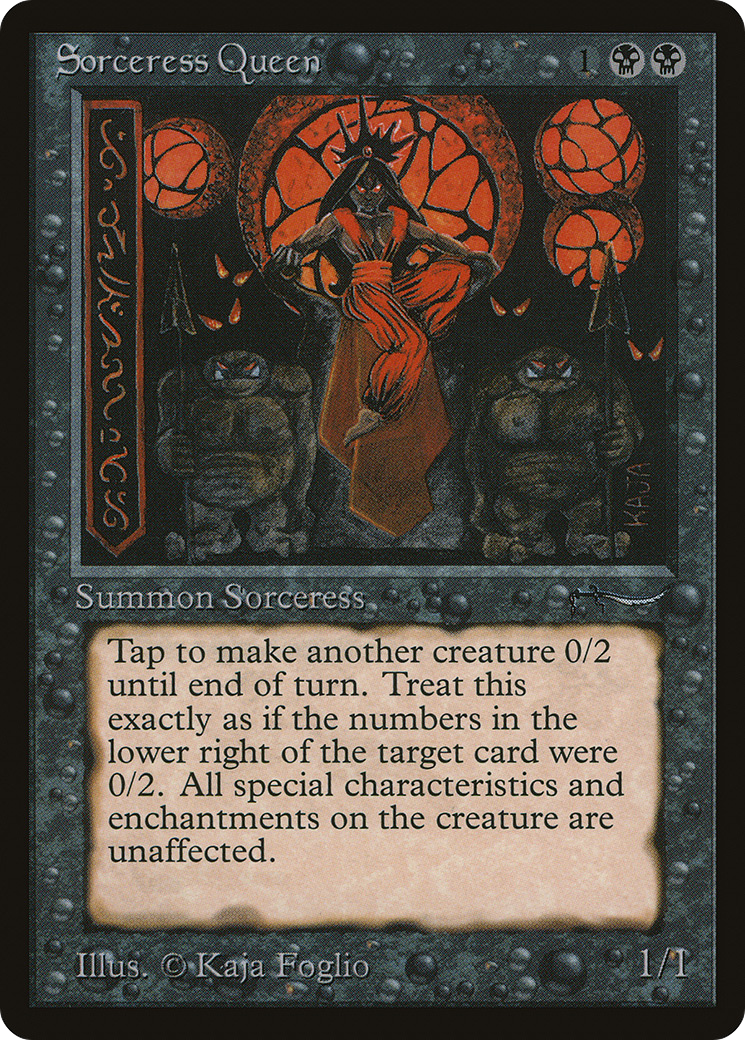 Sorceress Queen 1
KAJA
Summon Sorceress
Tap to make another creature 0/2
until end of turn. Treat this
exactly as if the numbers in the
lower right of the target card were
0/2. All special characteristics and
enchantments on the creature are
unaffected.
Illus. © Kaja Foglio 1/1